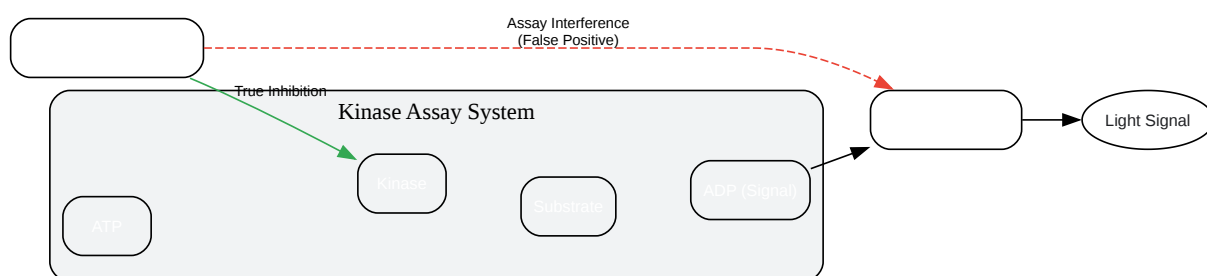 Assay Interference
(False Positive)
True Inhibition
Kinase Assay System
Light Signal
Kinase
ADP (Signal)
Substrate
ATP